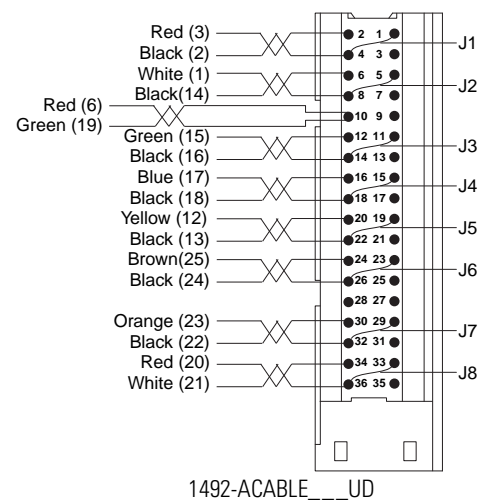 Red (3) 2 1
Black (2) 4 3 J1
White (1) 6 5
Black(14) 8 7 J2
Red (6) 10 9
Green (19)
Green (15) 12 11
Black (16) 14 13 J3
Blue (17) 16 15
Black (18) 18 17 J4
Yellow (12) 20 19
Black (13) 22 21 J5
Brown(25) 24 23
Black (24) 26 25 J6
28 27
Orange (23) 30 29
Black (22) 32 31 J7
Red (20) 34 33
White (21) 36 35 J8
1492-ACABLE___UD